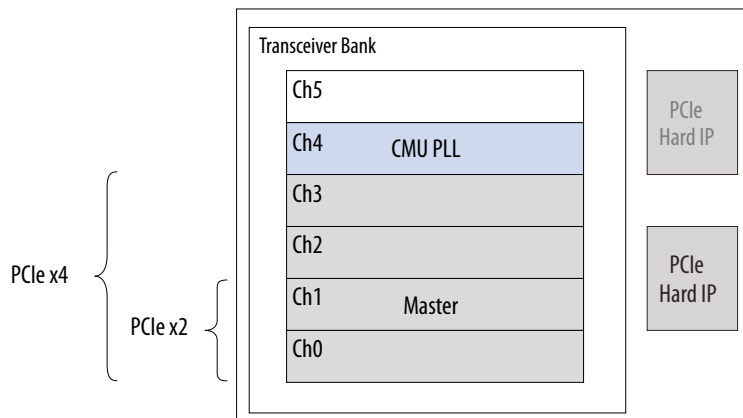 Transceiver Bank
Ch5
PCIe
Hard IP
Ch4 CMU PLL
Ch3
Ch2
PCIe
Hard IP
PCIe x4
Ch1 Master
PCIe x2
Ch0